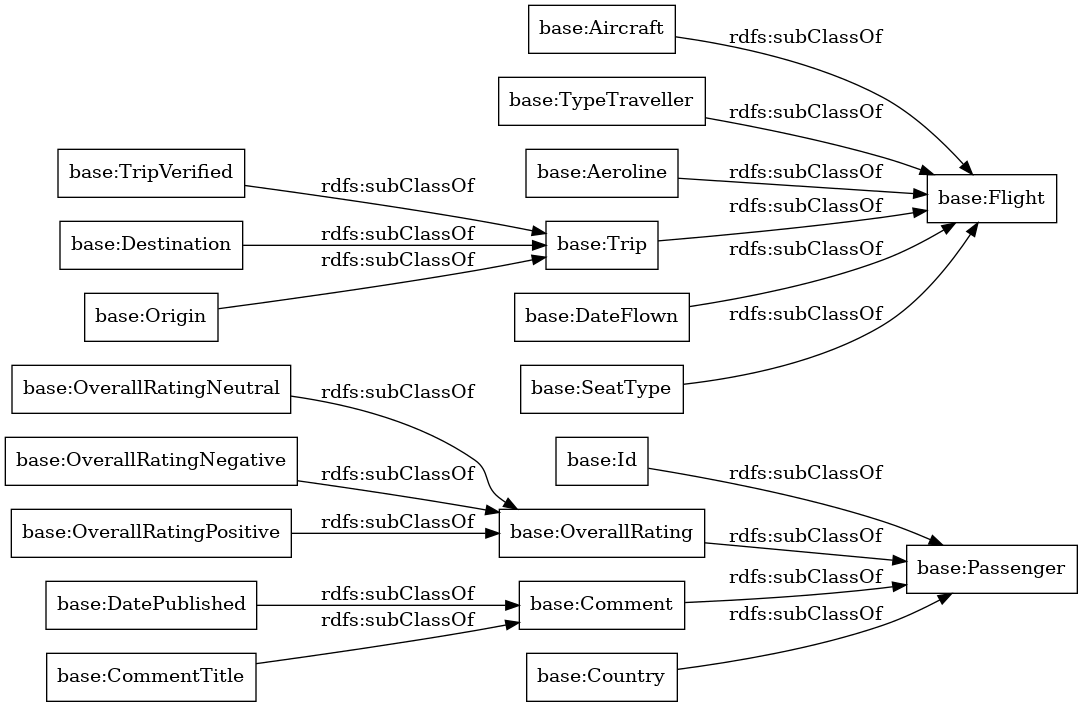 base:Aircraft
rdfs:subClassOf
base:TypeTraveller
rdfs:subClassOf
base:TripVerified
base:Aeroline
rdfs:subClassOf
rdfs:subClassOf
base:Flight
rdfs:subClassOf
base:Destination
rdfs:subClassOf
base:Trip
rdfs:subClassOf
rdfs:subClassOf
base:Origin
base:DateFlown
rdfs:subClassOf
base:OverallRatingNeutral
rdfs:subClassOf
base:SeatType
base:OverallRatingNegative
rdfs:subClassOf
base:Id
rdfs:subClassOf
base:OverallRatingPositive
rdfs:subClassOf
base:OverallRating
rdfs:subClassOf
base:Passenger
rdfs:subClassOf
base:DatePublished
rdfs:subClassOf
base:Comment
rdfs:subClassOf
rdfs:subClassOf
base:CommentTitle
base:Country